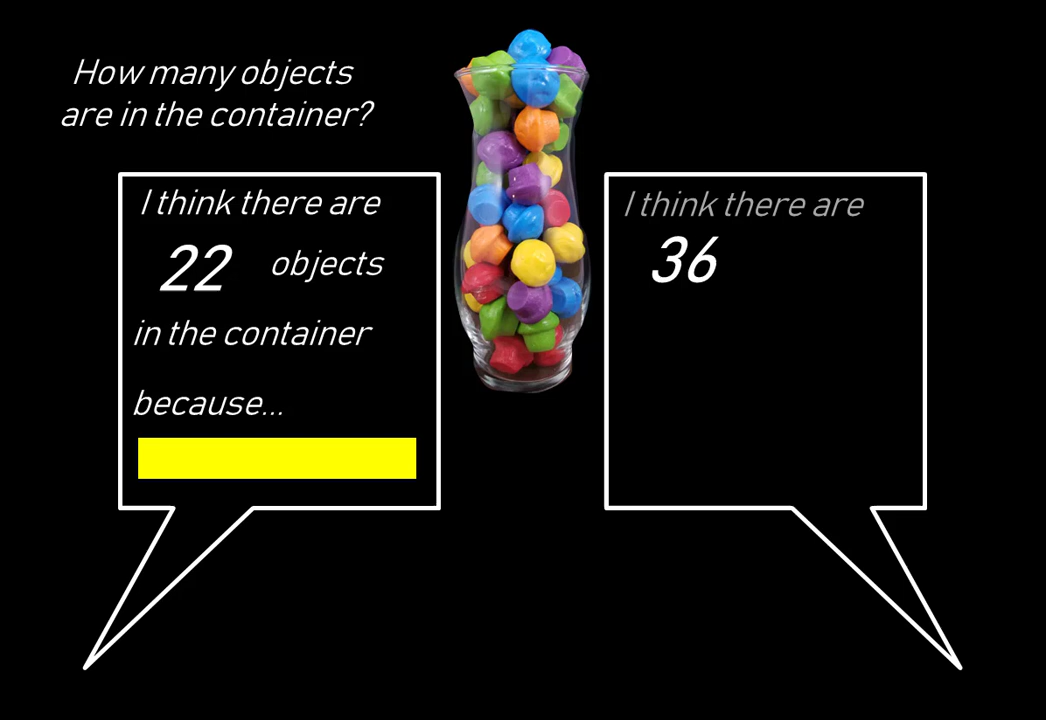 How many objects
are in the container?
I think there are
22 objects
in the container
because...
I think there are
36